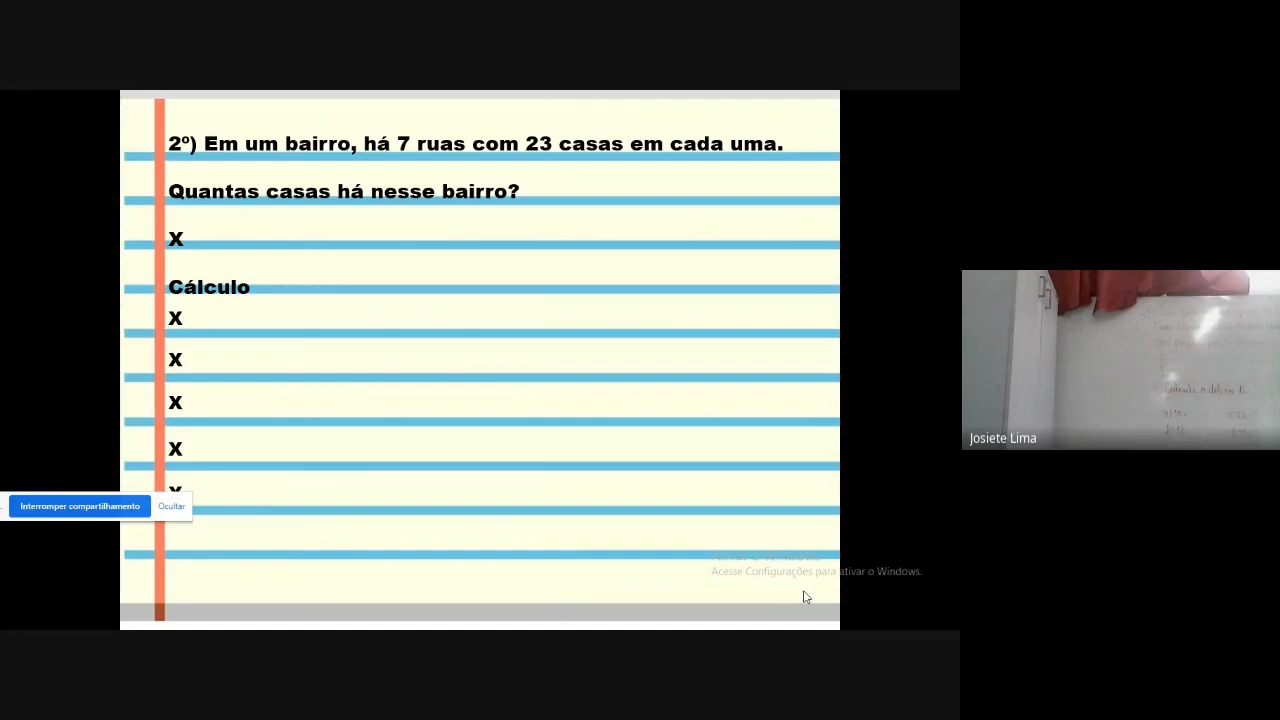 2º) Em um bairro, há 7 ruas com 23 casas em cada uma.
Quantas casas há nesse bairro?
X
Cálculo
X
X
X
X
X
Interromper compartilhamento
Ocultar
Acesse Configurações para ativar o Windows.
Josiete Lima